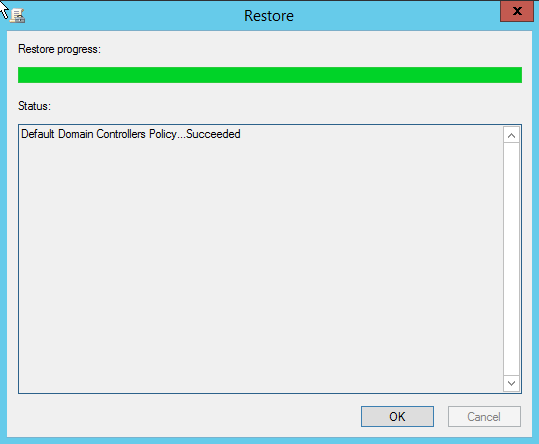 Restore
Restore progress:
Status:
Default Domain Controllers Policy...Succeeded
OK
Cancel